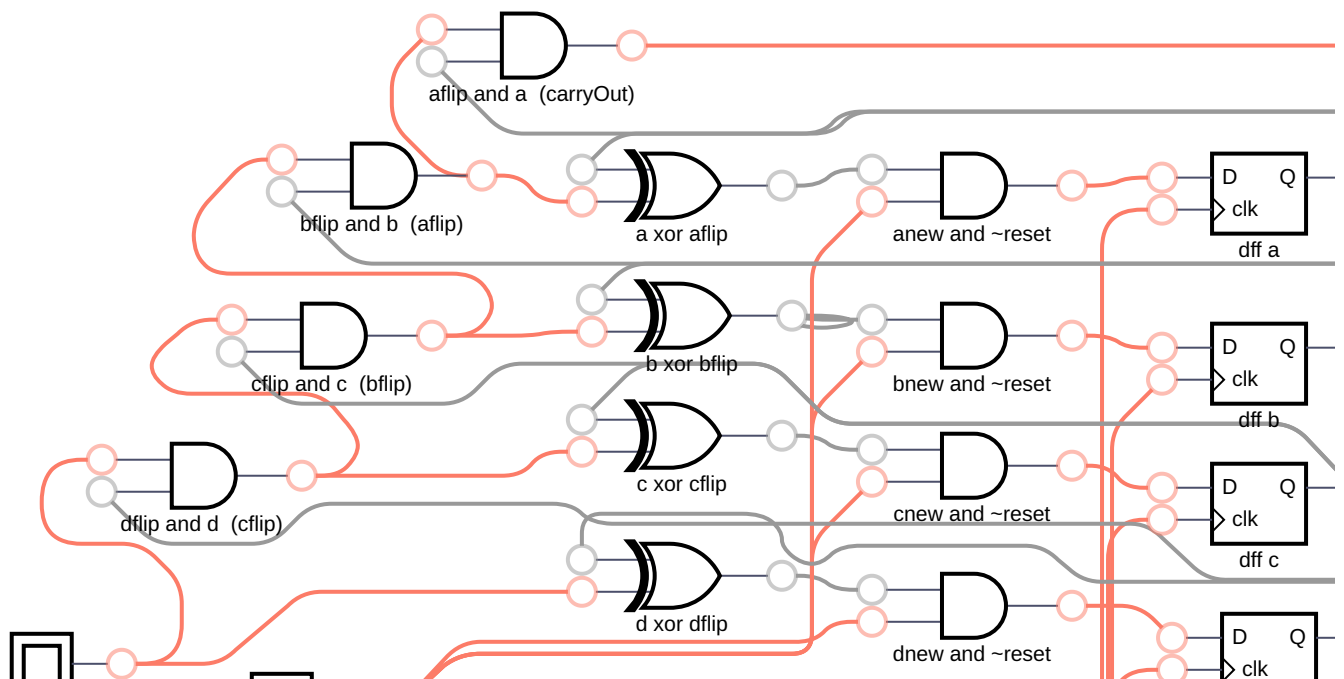 aflip and a (carryOut)
bflip and b (aflip)
a xor aflip
anew and ~reset
D Q
clk
dff a
cflip and c (bflip)
b xor bflip
bnew and ~reset
D Q
clk
dff b
dflip and d (cflip)
c xor cflip
cnew and ~reset
D Q
clk
dff c
d xor dflip
dnew and ~reset
D Q
clk